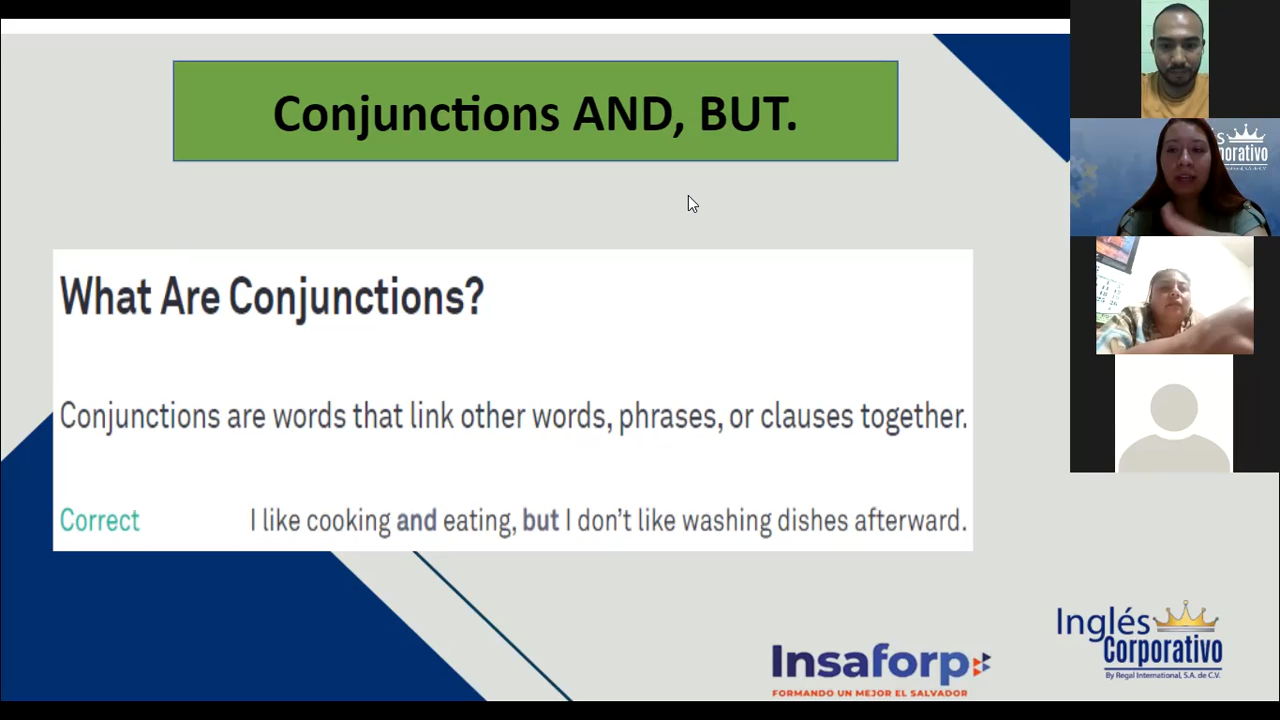 Conjunctions AND, BUT.
What Are Conjunctions?
Conjunctions are words that link other words, phrases, or clauses together.
Correct I like cooking and eating, but I don't like washing dishes afterward.
Insaforp
FORMANDO UN MEJOR EL SALVADOR
Inglés
Corporativo
By Regal International, S.A. de C.V.